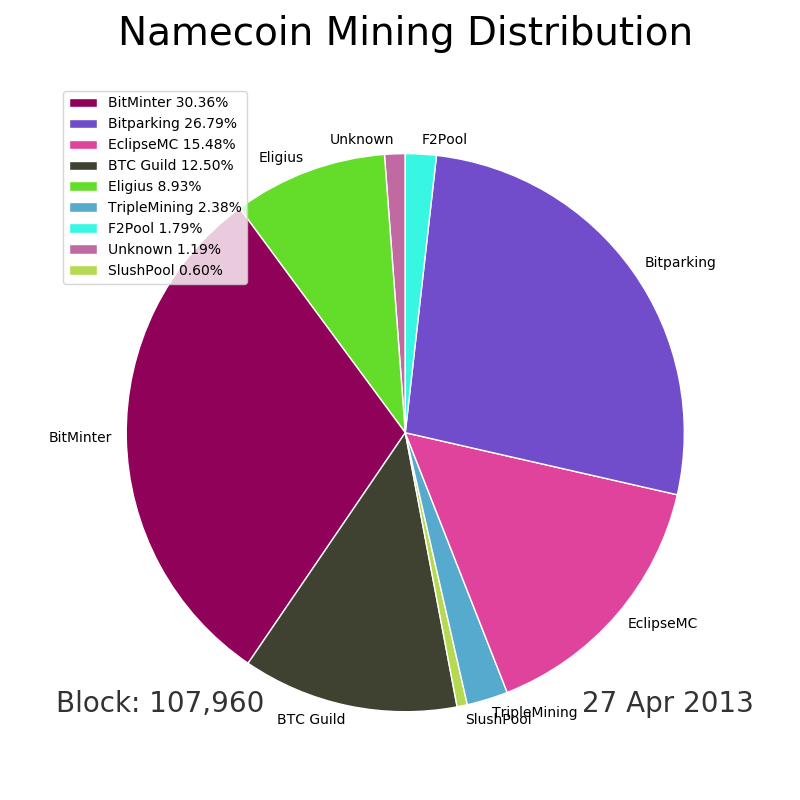 Namecoin Mining Distribution
BitMinter 30.36%
Bitparking 26.79%
EclipseMC 15.48%
BTC Guild 12.50%
Eligius 8.93%
TripleMining 2.38%
F2Pool 1.79%
Unknown 1.19%
SlushPool 0.60%
Unknown
F2Pool
Eligius
Bitparking
BitMinter
EclipseMC
TripleMining
SlushPool
BTC Guild
Block: 107,960
27 Apr 2013